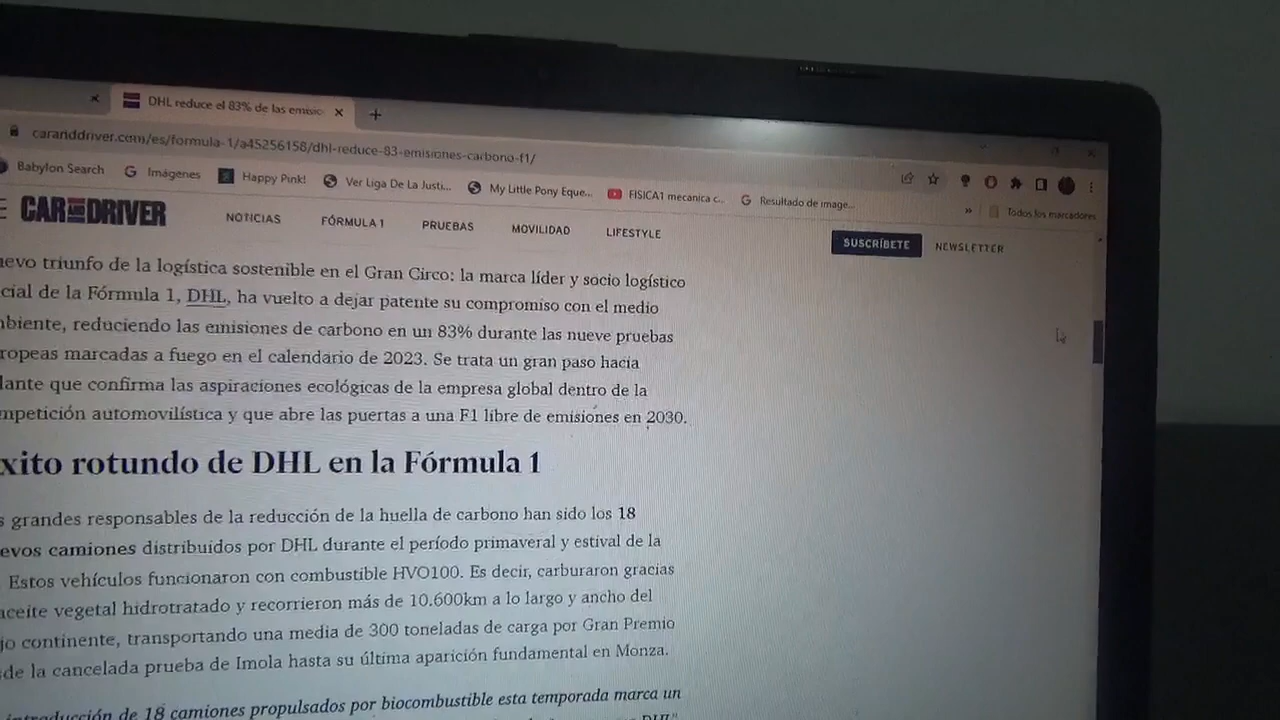 DHL reduce el 83% de las emisio
caranddriver.com/es/formula-1/a45256158/dhl-reduce-83-emisiones-carbono-f1/
Babylon Search Imágenes Happy Pink! Ver Liga De La Justi... My Little Pony Eque... FISICA1 mecanica c... Resultado de image...
» Todos los marcadores
CAR AND DRIVER NOTICIAS FÓRMULA 1 PRUEBAS MOVILIDAD LIFESTYLE SUSCRÍBETE NEWSLETTER
uevo triunfo de la logística sostenible en el Gran Circo: la marca líder y socio logístico
cial de la Fórmula 1, DHL, ha vuelto a dejar patente su compromiso con el medio
biente, reduciendo las emisiones de carbono en un 83% durante las nueve pruebas
ropeas marcadas a fuego en el calendario de 2023. Se trata un gran paso hacia
lante que confirma las aspiraciones ecológicas de la empresa global dentro de la
mpetición automovilística y que abre las puertas a una F1 libre de emisiones en 2030.
xito rotundo de DHL en la Fórmula 1
s grandes responsables de la reducción de la huella de carbono han sido los 18
evos camiones distribuidos por DHL durante el período primaveral y estival de la
Estos vehículos funcionaron con combustible HVO100. Es decir, carburaron gracias
aceite vegetal hidrotratado y recorrieron más de 10.600km a lo largo y ancho del
jo continente, transportando una media de 300 toneladas de carga por Gran Premio
de la cancelada prueba de Imola hasta su última aparición fundamental en Monza.
introducción de 18 camiones propulsados por biocombustible esta temporada marca un
DHL"